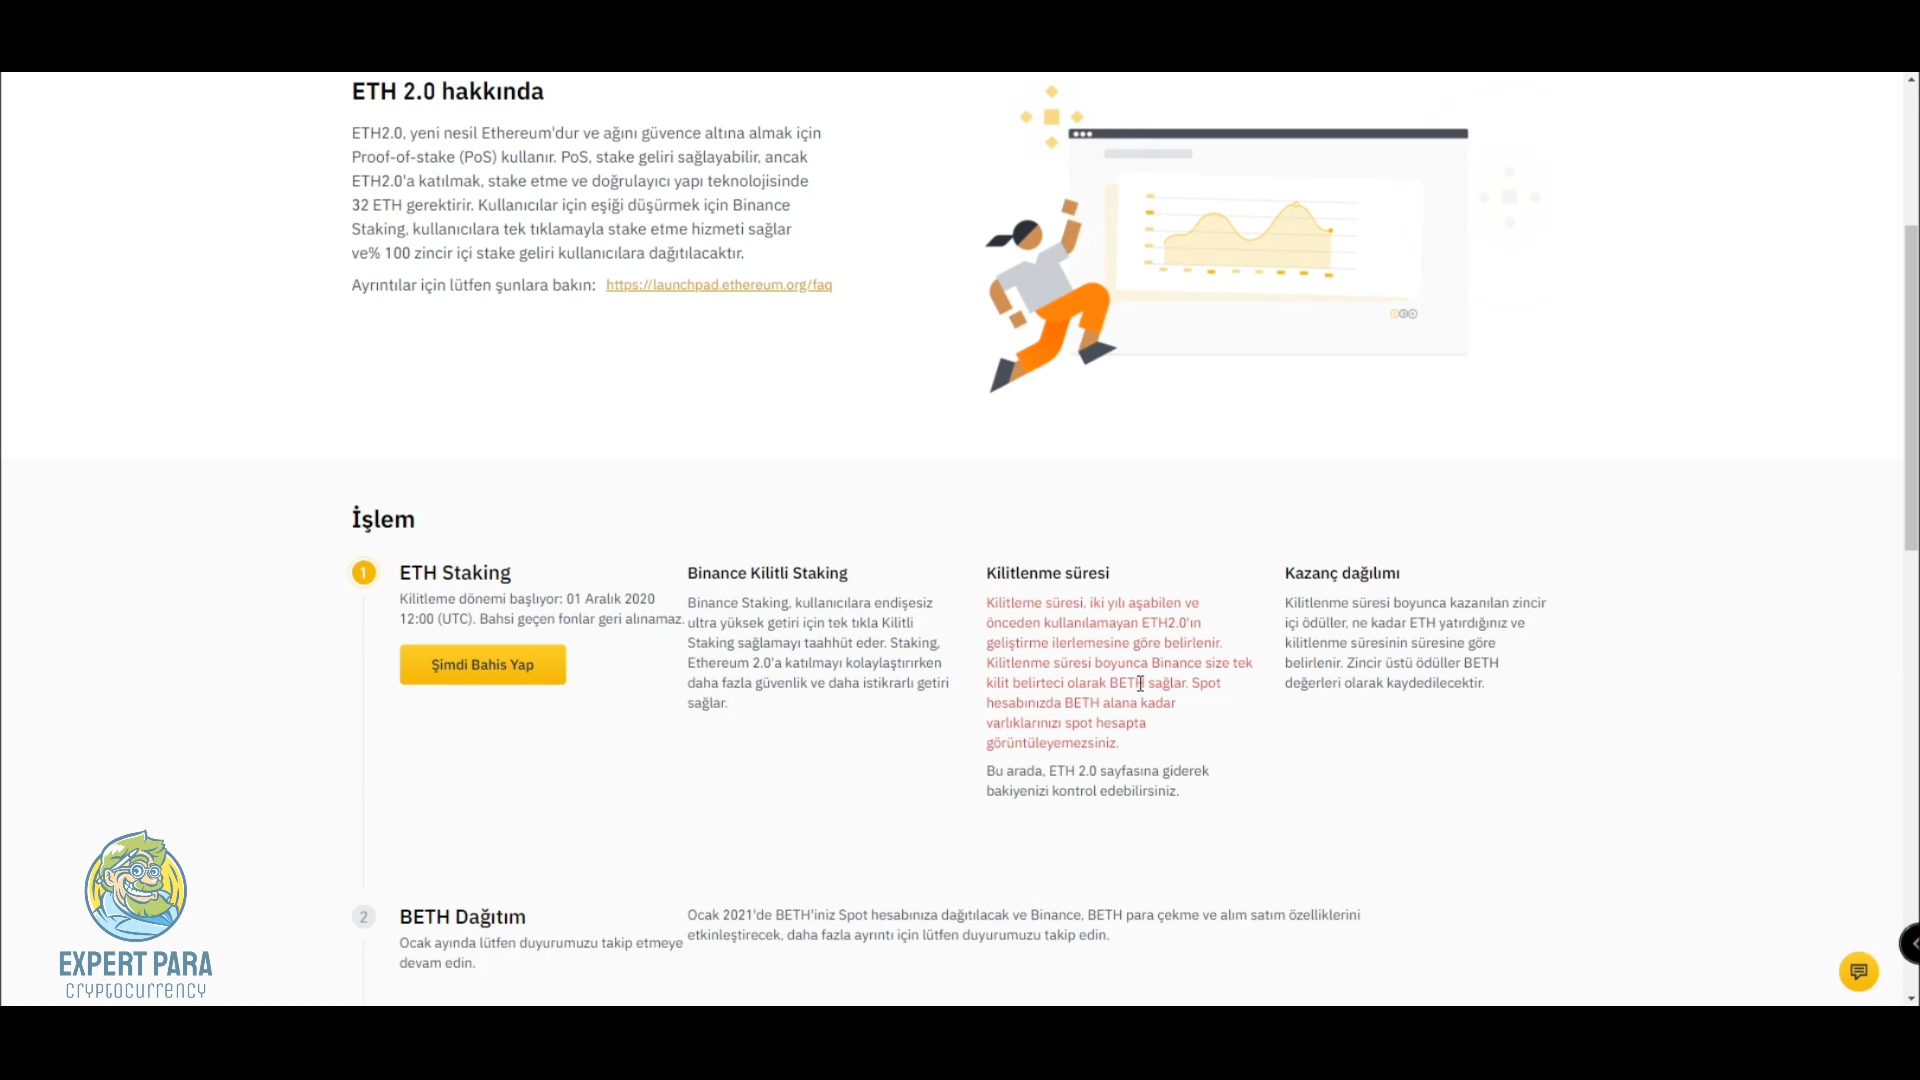 ETH 2.0 hakkında
ETH2.0, yeni nesil Ethereum'dur ve ağını güvence altına almak için
Proof-of-stake (PoS) kullanır. PoS, stake geliri sağlayabilir, ancak
ETH2.0'a katılmak, stake etme ve doğrulayıcı yapı teknolojisinde
32 ETH gerektirir. Kullanıcılar için eşiği düşürmek için Binance
Staking, kullanıcılara tek tıklamayla stake etme hizmeti sağlar
ve% 100 zincir içi stake geliri kullanıcılara dağıtılacaktır.
Ayrıntılar için lütfen şunlara bakın: https://launchpad.ethereum.org/faq
İşlem
1
ETH Staking
Kilitleme dönemi başlıyor: 01 Aralık 2020
12:00 (UTC). Bahsi geçen fonlar geri alınamaz.
Şimdi Bahis Yap
Binance Kilitli Staking
Binance Staking, kullanıcılara endişesiz
ultra yüksek getiri için tek tıkla Kilitli
Staking sağlamayı taahhüt eder. Staking,
Ethereum 2.0'a katılmayı kolaylaştırırken
daha fazla güvenlik ve daha istikrarlı getiri
sağlar.
Kilitlenme süresi
Kilitleme süresi, iki yılı aşabilen ve
önceden kullanılamayan ETH2.0'ın
geliştirme ilerlemesine göre belirlenir.
Kilitlenme süresi boyunca Binance size tek
kilit belirteci olarak BETH sağlar. Spot
hesabınızda BETH alana kadar
varlıklarınızı spot hesapta
görüntüleyemezsiniz.
Bu arada, ETH 2.0 sayfasına giderek
bakiyenizi kontrol edebilirsiniz.
Kazanç dağılımı
Kilitlenme süresi boyunca kazanılan zincir
içi ödüller, ne kadar ETH yatırdığınız ve
kilitlenme süresinin süresine göre
belirlenir. Zincir üstü ödüller BETH
değerleri olarak kaydedilecektir.
2
BETH Dağıtım
Ocak ayında lütfen duyurumuzu takip etmeye
devam edin.
Ocak 2021'de BETH'iniz Spot hesabınıza dağıtılacak ve Binance, BETH para çekme ve alım satım özelliklerini
etkinleştirecek, daha fazla ayrıntı için lütfen duyurumuzu takip edin.
EXPERT PARA
CRYPTOCURRENCY